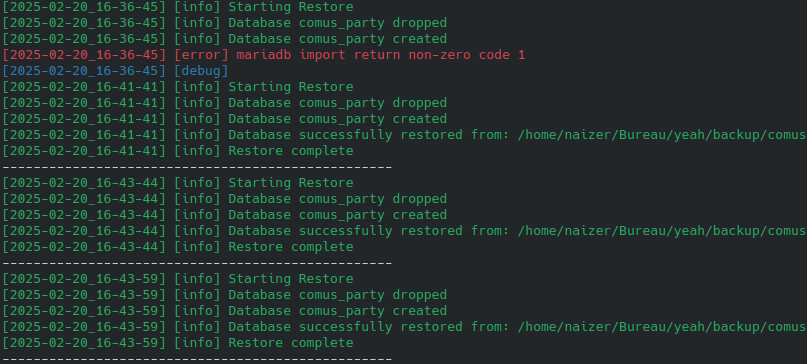 [2025-02-20_16-36-45] [info] Starting Restore
[2025-02-20_16-36-45] [info] Database comus_party dropped
[2025-02-20_16-36-45] [info] Database comus_party created
[2025-02-20_16-36-45] [error] mariadb import return non-zero code 1
[2025-02-20_16-36-45] [debug]
[2025-02-20_16-41-41] [info] Starting Restore
[2025-02-20_16-41-41] [info] Database comus_party dropped
[2025-02-20_16-41-41] [info] Database comus_party created
[2025-02-20_16-41-41] [info] Database successfully restored from: /home/naizer/Bureau/yeah/backup/comus
[2025-02-20_16-41-41] [info] Restore complete
--------------------------------------------------
[2025-02-20_16-43-44] [info] Starting Restore
[2025-02-20_16-43-44] [info] Database comus_party dropped
[2025-02-20_16-43-44] [info] Database comus_party created
[2025-02-20_16-43-44] [info] Database successfully restored from: /home/naizer/Bureau/yeah/backup/comus
[2025-02-20_16-43-44] [info] Restore complete
--------------------------------------------------
[2025-02-20_16-43-59] [info] Starting Restore
[2025-02-20_16-43-59] [info] Database comus_party dropped
[2025-02-20_16-43-59] [info] Database comus_party created
[2025-02-20_16-43-59] [info] Database successfully restored from: /home/naizer/Bureau/yeah/backup/comus
[2025-02-20_16-43-59] [info] Restore complete
--------------------------------------------------